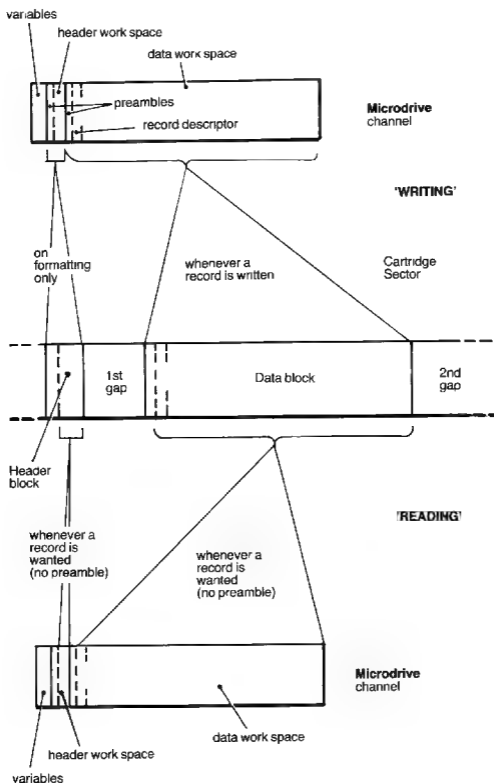 variables
header work space
data work space
preambles
record descriptor
Microdrive
channel
'WRITING'
on
formatting
only
whenever a
record is written
Cartridge
Sector
1st
gap
Data block
2nd
gap
Header
block
'READING'
whenever a
record is
wanted
(no preamble)
whenever a
record is
wanted
(no preamble)
Microdrive
channel
data work space
header work space
variables